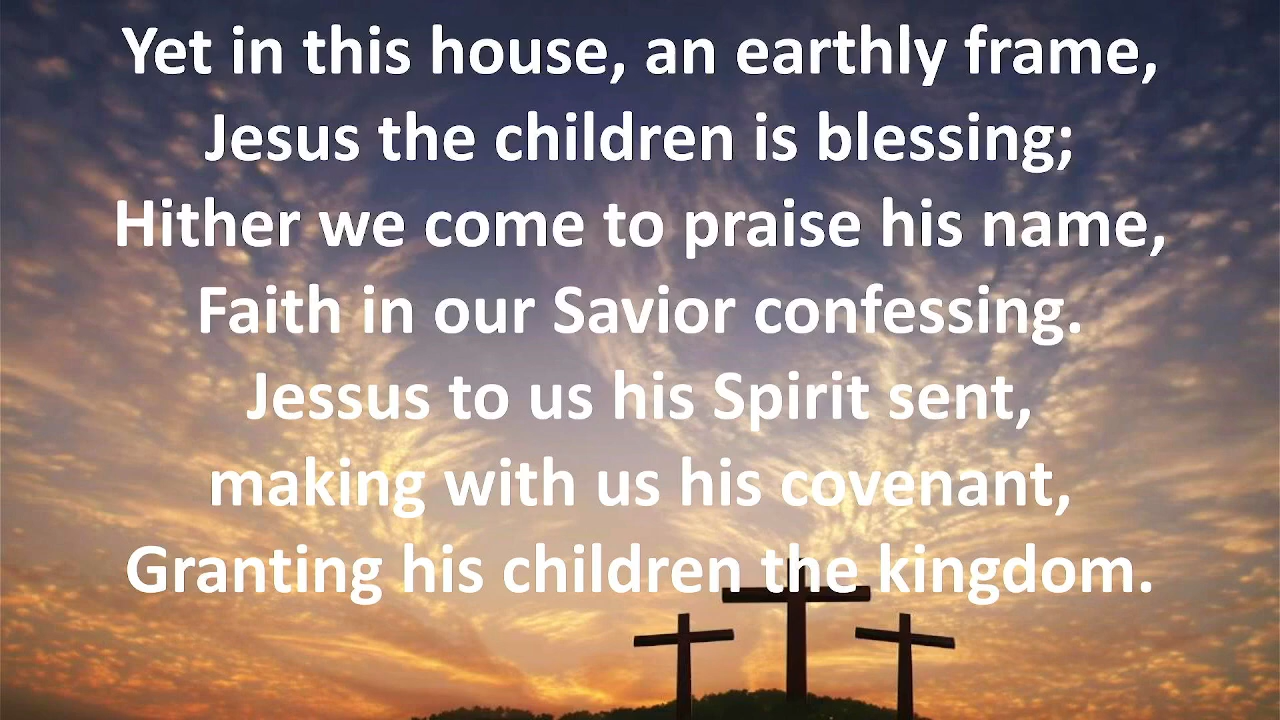 Yet in this house, an earthly frame,
Jesus the children is blessing;
Hither we come to praise his name,
Faith in our Savior confessing.
Jessus to us his Spirit sent,
making with us his covenant,
Granting his children the kingdom.